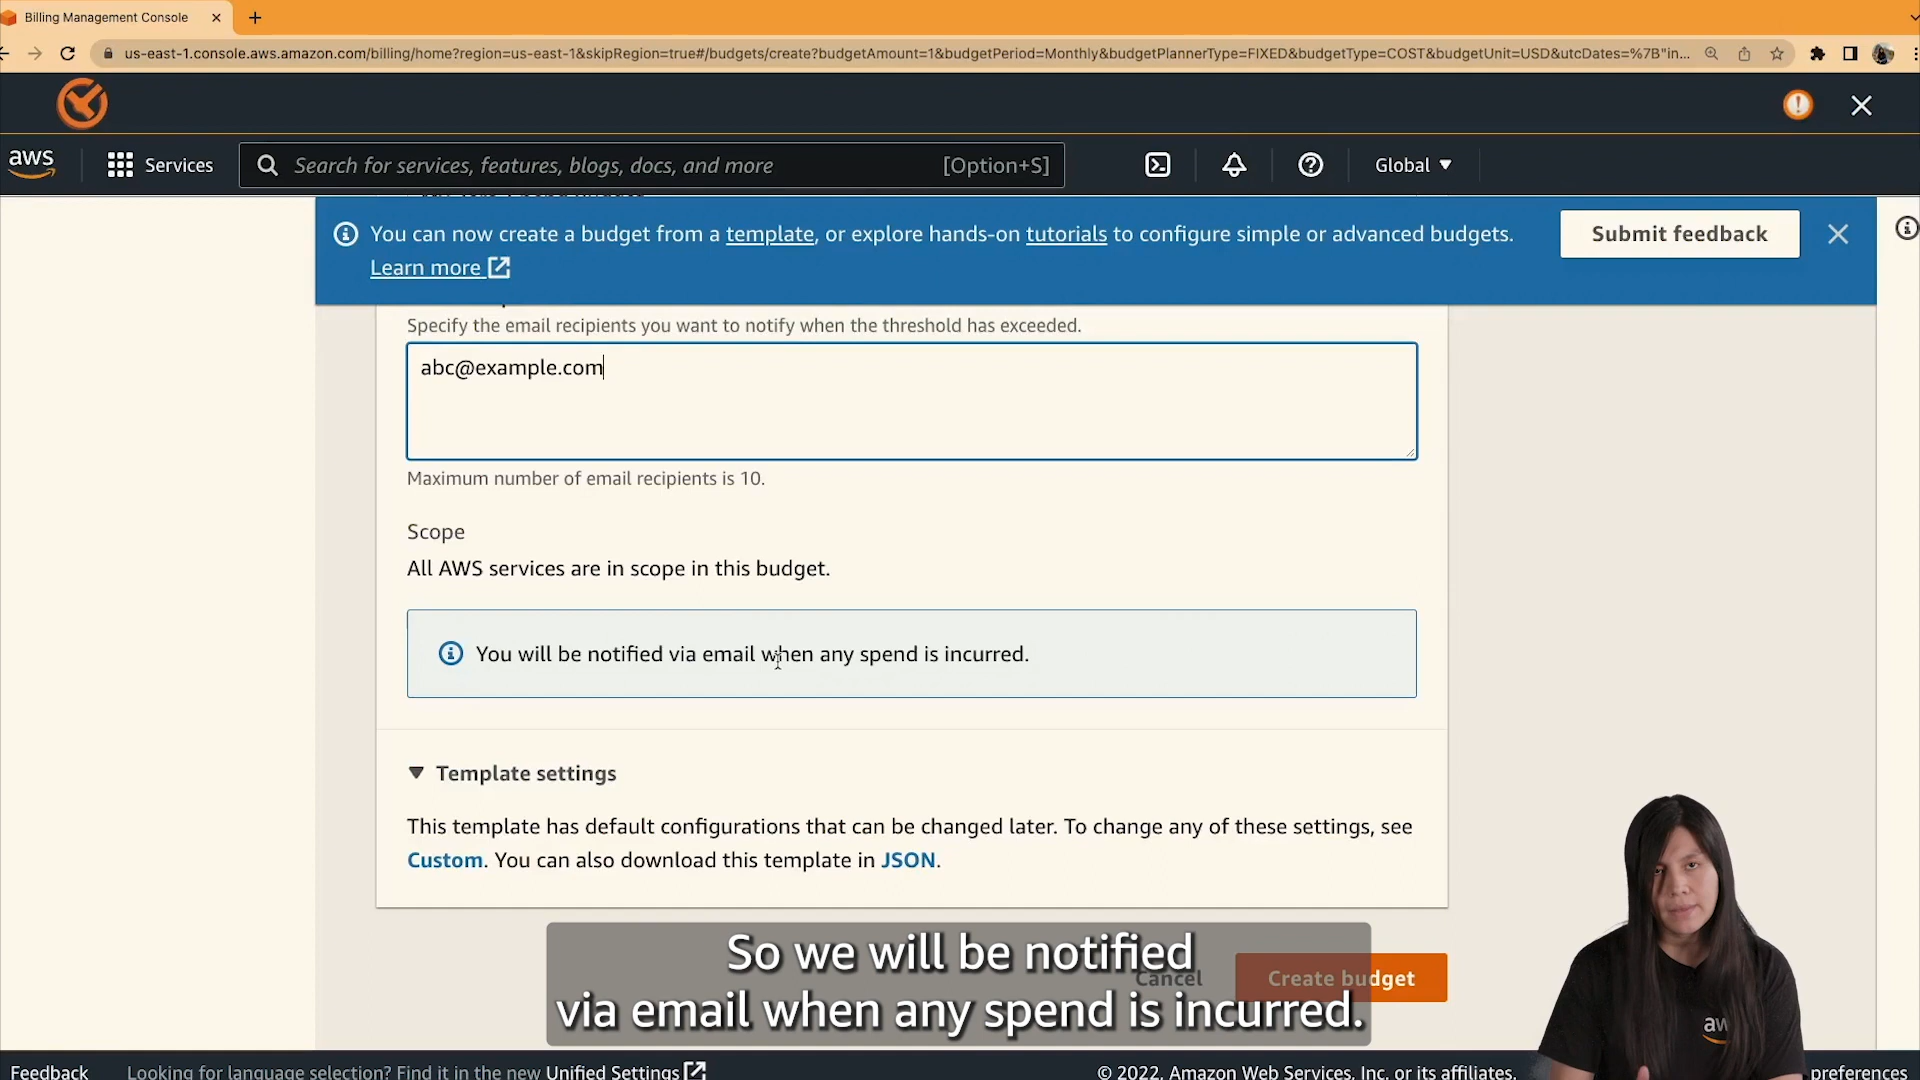 Billing Management Console
us-east-1.console.aws.amazon.com/billing/home?region=us-east-1&skipRegion=true#/budgets/create?budgetAmount=1&budgetPeriod=Monthly&budgetPlannerType=FIXED&budgetType=COST&budgetUnit=USD&utcDates=%7B"in...
aws
Services
Search for services, features, blogs, docs, and more
[Option+S]
Global
You can now create a budget from a template, or explore hands-on tutorials to configure simple or advanced budgets.
Learn more
Submit feedback
Specify the email recipients you want to notify when the threshold has exceeded.
abc@example.com
Maximum number of email recipients is 10.
Scope
All AWS services are in scope in this budget.
You will be notified via email when any spend is incurred.
Template settings
This template has default configurations that can be changed later. To change any of these settings, see
Custom. You can also download this template in JSON.
Cancel
Create budget
So we will be notified
via email when any spend is incurred.
Feedback
Looking for language selection? Find it in the new Unified Settings
© 2022, Amazon Web Services, Inc. or its affiliates.
preferences